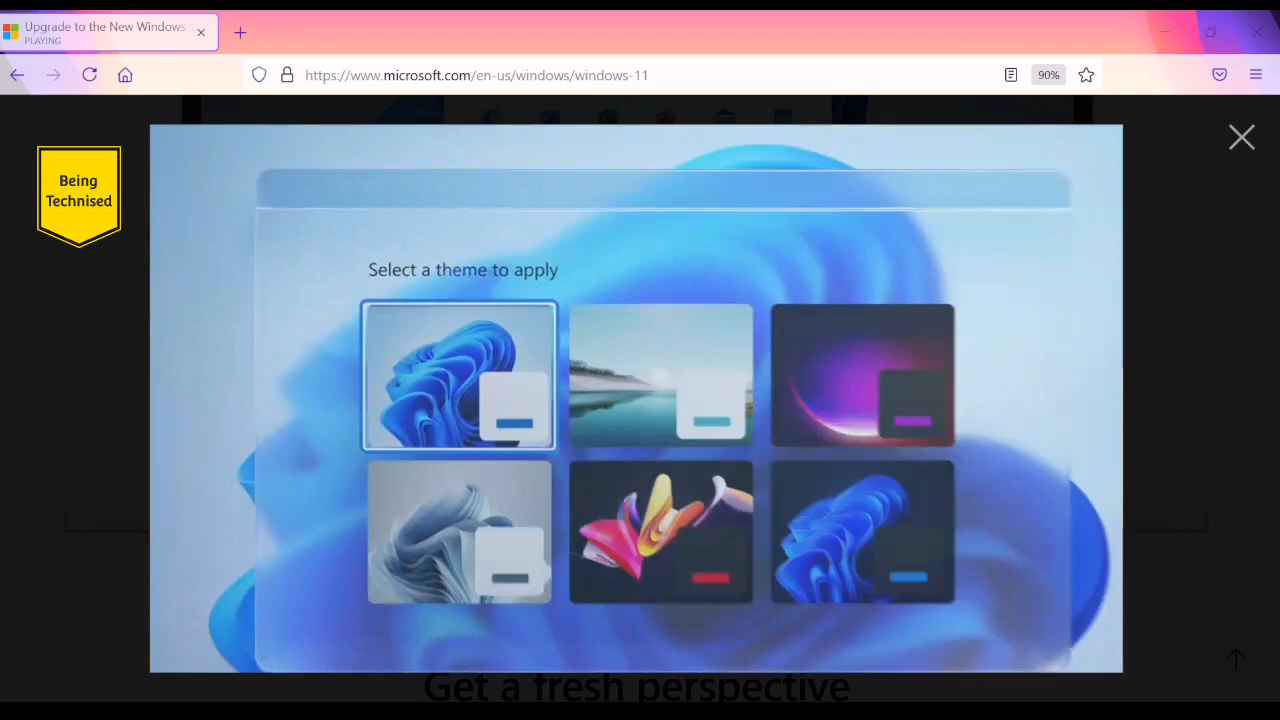 Upgrade to the New Windows
PLAYING
https://www.microsoft.com/en-us/windows/windows-11
90%
Being
Technised
Select a theme to apply
Get a fresh perspective